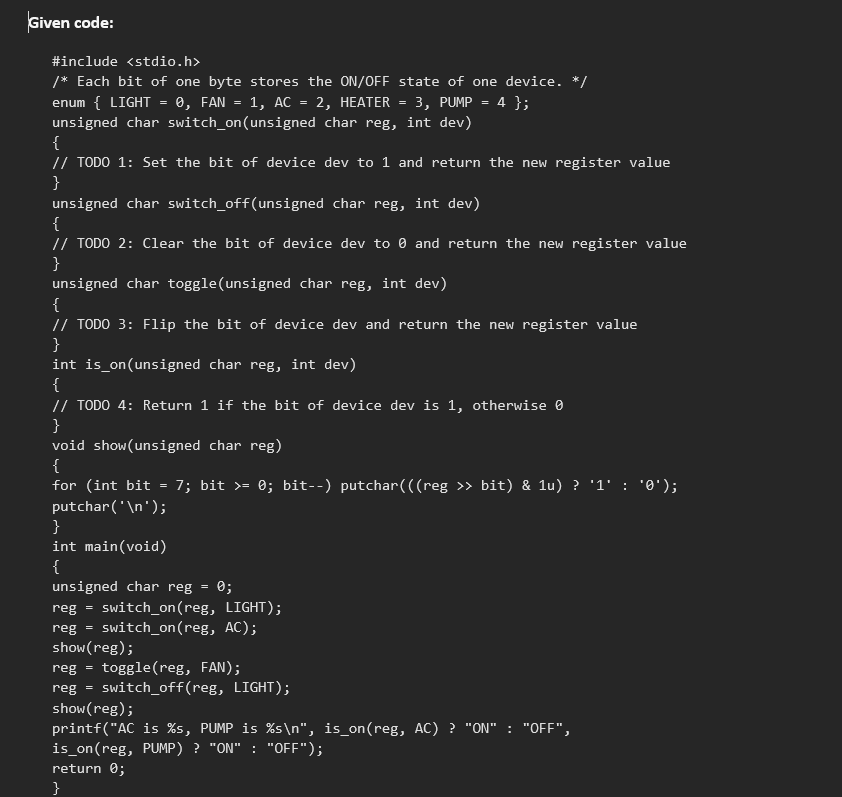 Given code:
#include <stdio.h>
/* Each bit of one byte stores the ON/OFF state of one device. */
enum { LIGHT = 0, FAN = 1, AC = 2, HEATER = 3, PUMP = 4 };
unsigned char switch_on(unsigned char reg, int dev)
{
// TODO 1: Set the bit of device dev to 1 and return the new register value
}
unsigned char switch_off(unsigned char reg, int dev)
{
// TODO 2: Clear the bit of device dev to 0 and return the new register value
}
unsigned char toggle(unsigned char reg, int dev)
{
// TODO 3: Flip the bit of device dev and return the new register value
}
int is_on(unsigned char reg, int dev)
{
// TODO 4: Return 1 if the bit of device dev is 1, otherwise 0
}
void show(unsigned char reg)
{
for (int bit = 7; bit >= 0; bit--) putchar(((reg >> bit) & 1u) ? '1' : '0');
putchar('\n');
}
int main(void)
{
unsigned char reg = 0;
reg = switch_on(reg, LIGHT);
reg = switch_on(reg, AC);
show(reg);
reg = toggle(reg, FAN);
reg = switch_off(reg, LIGHT);
show(reg);
printf("AC is %s, PUMP is %s\n", is_on(reg, AC) ? "ON" : "OFF",
is_on(reg, PUMP) ? "ON" : "OFF");
return 0;
}